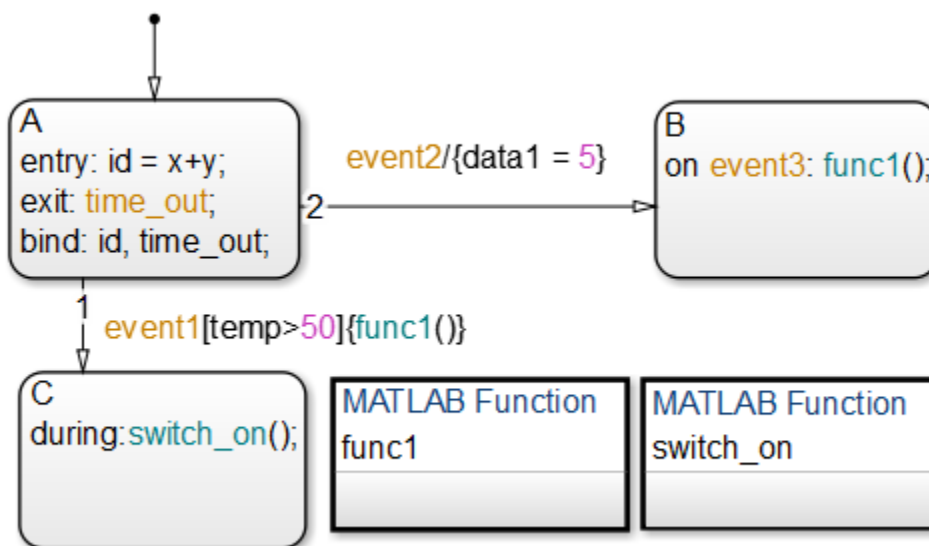 A
entry: id = x+y;
exit: time_out;
bind: id, time_out;
event2/{data1 = 5}
2
B
on event3: func1();
1
event1[temp>50]{func1()}
C
during:switch_on();
MATLAB Function
func1
MATLAB Function
switch_on